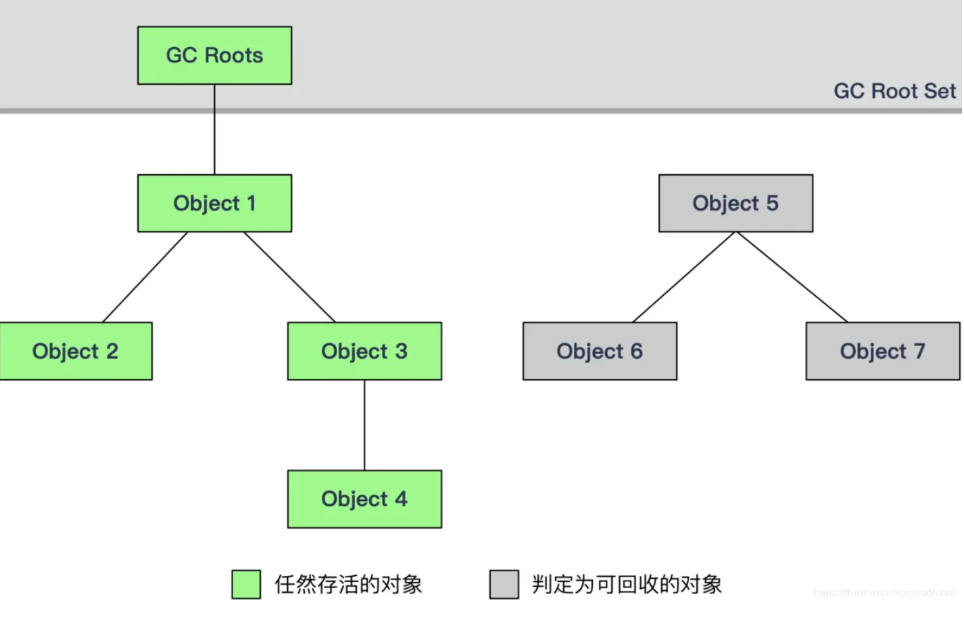 GC Roots
GC Root Set
Object 1
Object 5
Object 2
Object 3
Object 6
Object 7
Object 4
任然存活的对象
判定为可回收的对象
https://thinkwon.blog.csdn.net